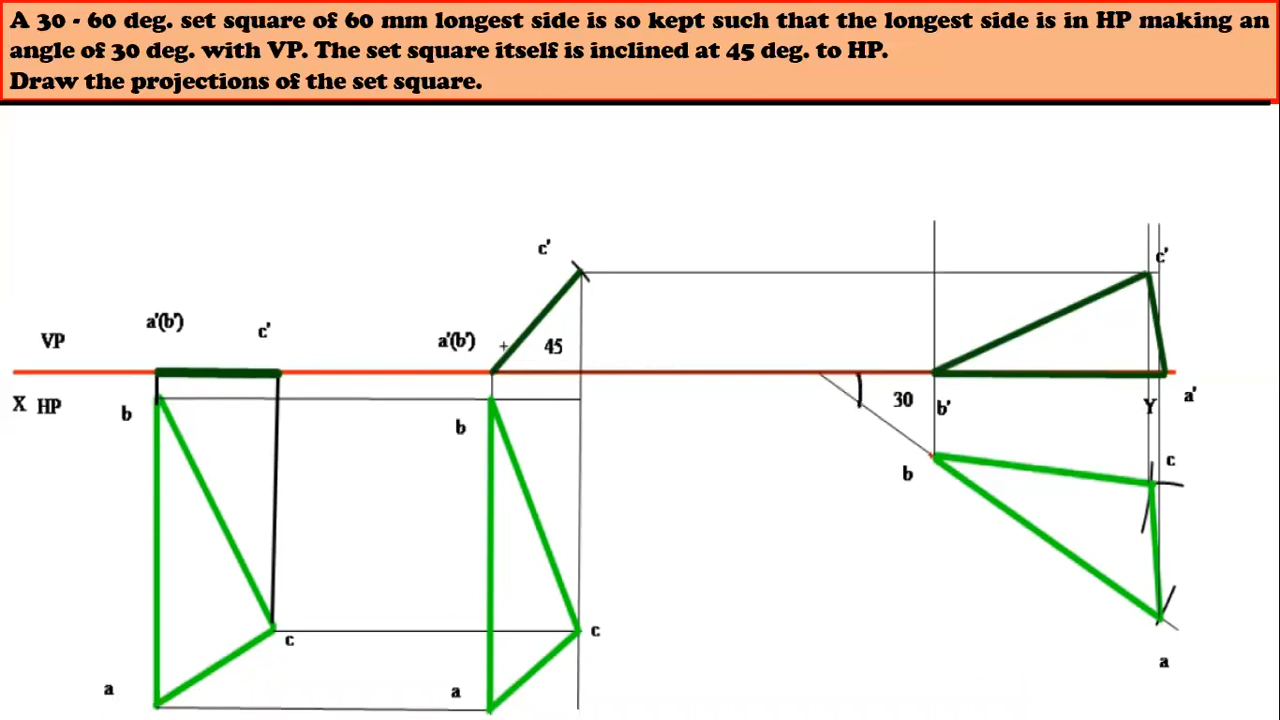 A 30 - 60 deg. set square of 60 mm longest side is so kept such that the longest side is in HP making an
angle of 30 deg. with VP. The set square itself is inclined at 45 deg. to HP.
Draw the projections of the set square.
c'
c'
a'(b')
c'
VP
a'(b')
45
X HP
30
b'
Y
a'
b
b
b
c
c
c
a
a
a